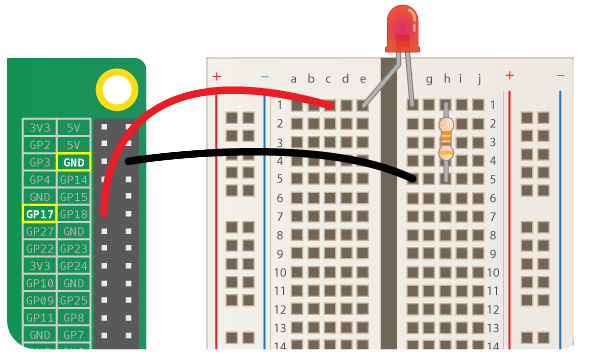 + − a b c d e g h i j + −
3V3 5V 1 1
GP2 5V 2 2
GP3 GND 3 3
GP4 GP14 4 4
GND GP15 5 5
GP17 GP18 6 6
GP27 GND 7 7
GP22 GP23 8 8
3V3 GP24 9 9
GP10 GND 10 10
GP09 GP25 11 11
GP11 GP8 12 12
GND GP7 13 13
14 14